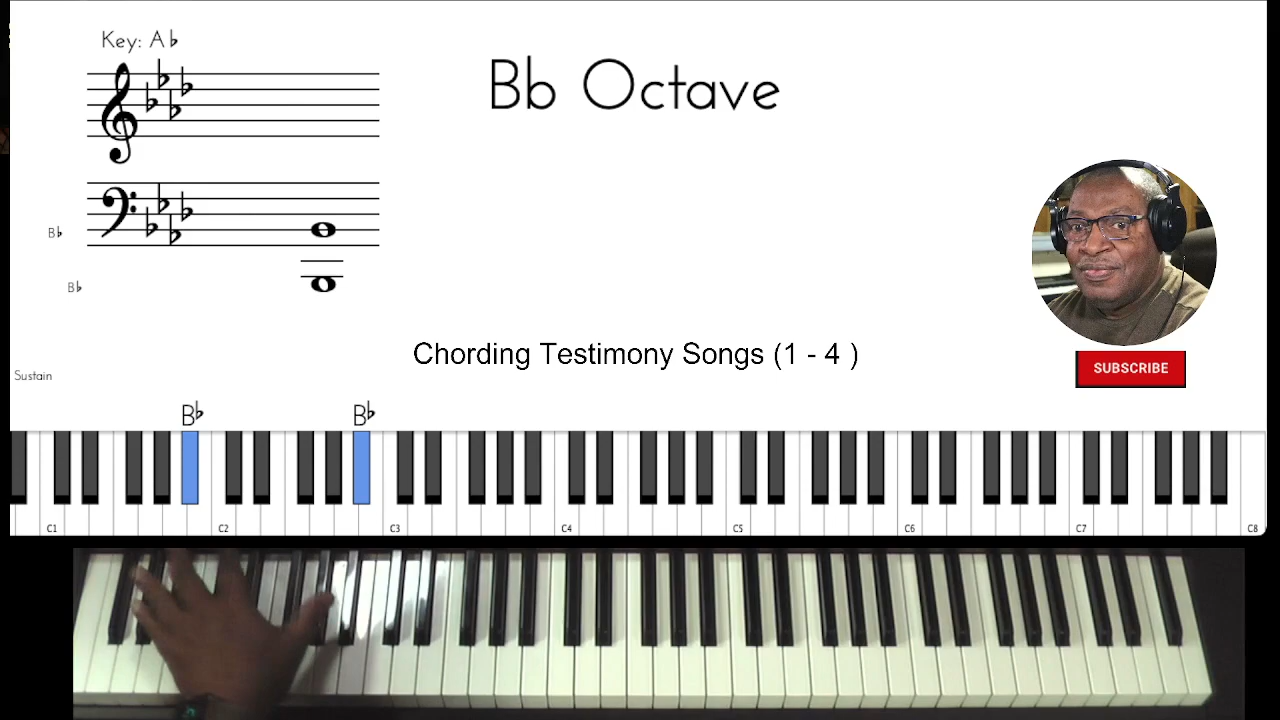 Key: A♭
Bb Octave
B♭
B♭
Chording Testimony Songs (1 - 4 )
SUBSCRIBE
Sustain
B♭ B♭
C1 C2 C3 C4 C5 C6 C7 C8